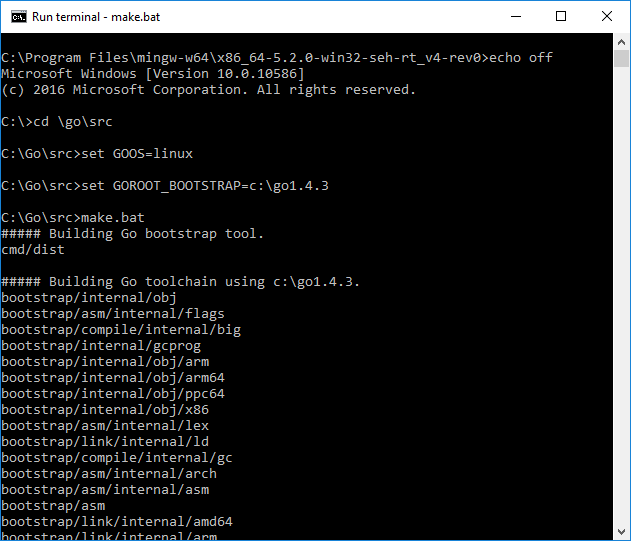 Run terminal - make.bat
C:\Program Files\mingw-w64\x86_64-5.2.0-win32-seh-rt_v4-rev0>echo off
Microsoft Windows [Version 10.0.10586]
(c) 2016 Microsoft Corporation. All rights reserved.
C:\>cd \go\src
C:\Go\src>set GOOS=linux
C:\Go\src>set GOROOT_BOOTSTRAP=c:\go1.4.3
C:\Go\src>make.bat
##### Building Go bootstrap tool.
cmd/dist
##### Building Go toolchain using c:\go1.4.3.
bootstrap/internal/obj
bootstrap/asm/internal/flags
bootstrap/compile/internal/big
bootstrap/internal/gcprog
bootstrap/internal/obj/arm
bootstrap/internal/obj/arm64
bootstrap/internal/obj/ppc64
bootstrap/internal/obj/x86
bootstrap/asm/internal/lex
bootstrap/link/internal/ld
bootstrap/compile/internal/gc
bootstrap/asm/internal/arch
bootstrap/asm/internal/asm
bootstrap/asm
bootstrap/link/internal/amd64
bootstrap/link/internal/arm